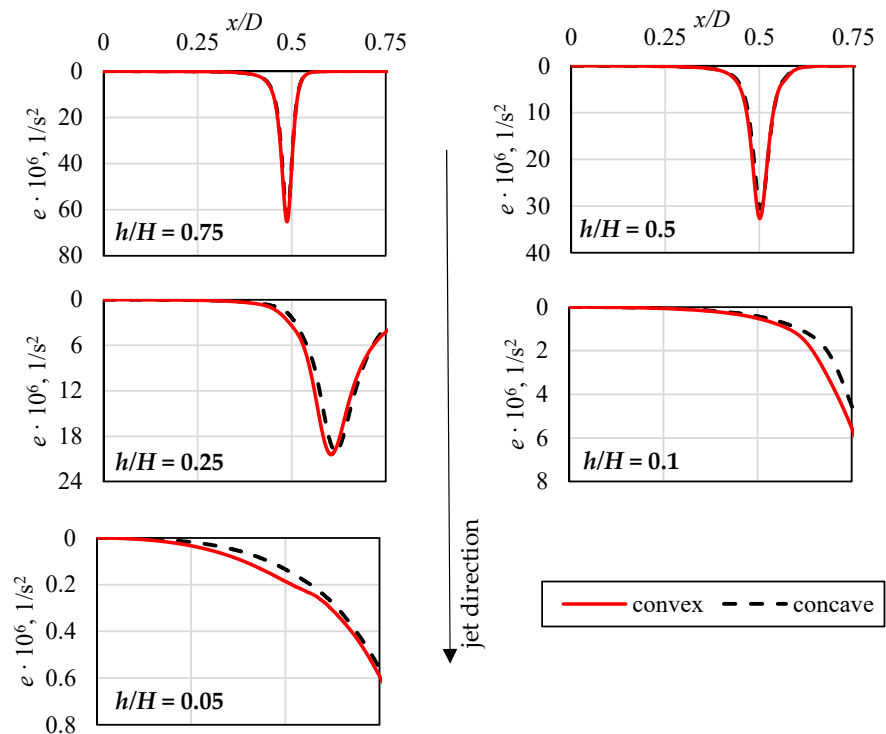 x/D
0 0.25 0.5 0.75
0
20
40
60
80
e · 10⁶, 1/s²
h/H = 0.75
x/D
0 0.25 0.5 0.75
0
10
20
30
40
e · 10⁶, 1/s²
h/H = 0.5
0
6
12
18
24
e · 10⁶, 1/s²
h/H = 0.25
0
2
4
6
8
e · 10⁶, 1/s²
h/H = 0.1
0
0.2
0.4
0.6
0.8
e · 10⁶, 1/s²
h/H = 0.05
jet direction
convex concave